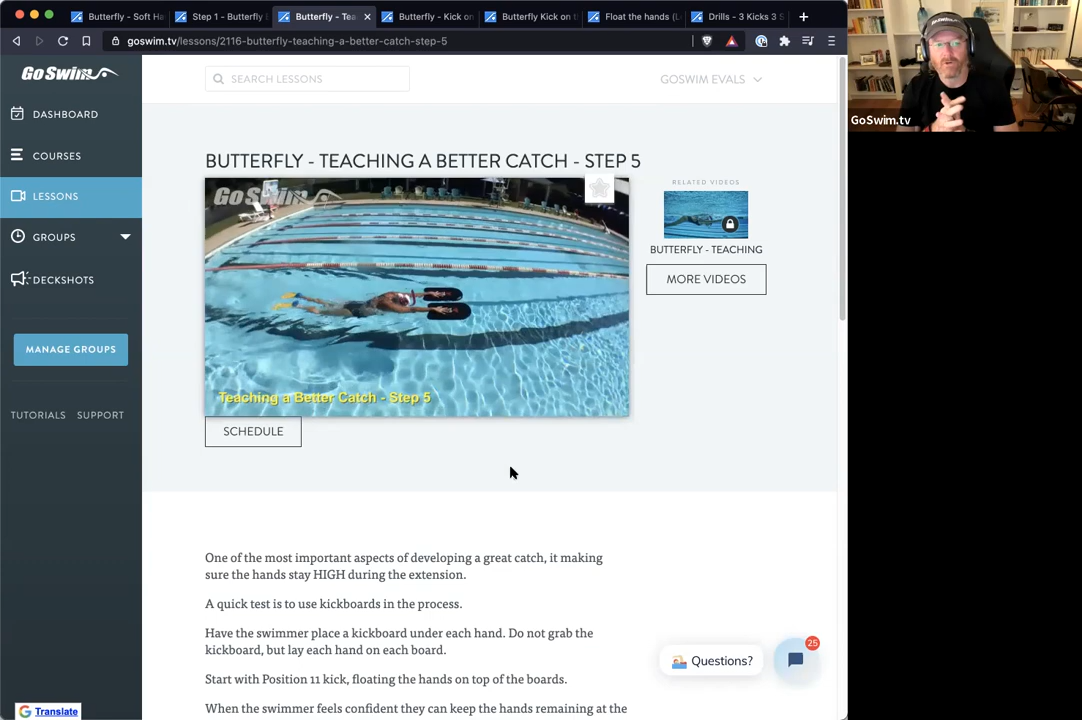 Butterfly - Soft Ha
Step 1 - Butterfly
Butterfly - Tea
Butterfly - Kick on
Butterfly Kick on t
Float the hands (L
Drills - 3 Kicks 3 S
goswim.tv/lessons/2116-butterfly-teaching-a-better-catch-step-5
GoSwim
SEARCH LESSONS
GOSWIM EVALS
GoSwim.tv
DASHBOARD
COURSES
LESSONS
GROUPS
DECKSHOTS
MANAGE GROUPS
TUTORIALS SUPPORT
BUTTERFLY - TEACHING A BETTER CATCH - STEP 5
GoSwim
Teaching a Better Catch - Step 5
RELATED VIDEOS
BUTTERFLY - TEACHING
MORE VIDEOS
SCHEDULE
One of the most important aspects of developing a great catch, it making
sure the hands stay HIGH during the extension.
A quick test is to use kickboards in the process.
Have the swimmer place a kickboard under each hand. Do not grab the
kickboard, but lay each hand on each board.
Start with Position 11 kick, floating the hands on top of the boards.
When the swimmer feels confident they can keep the hands remaining at the
Questions?
25
Translate